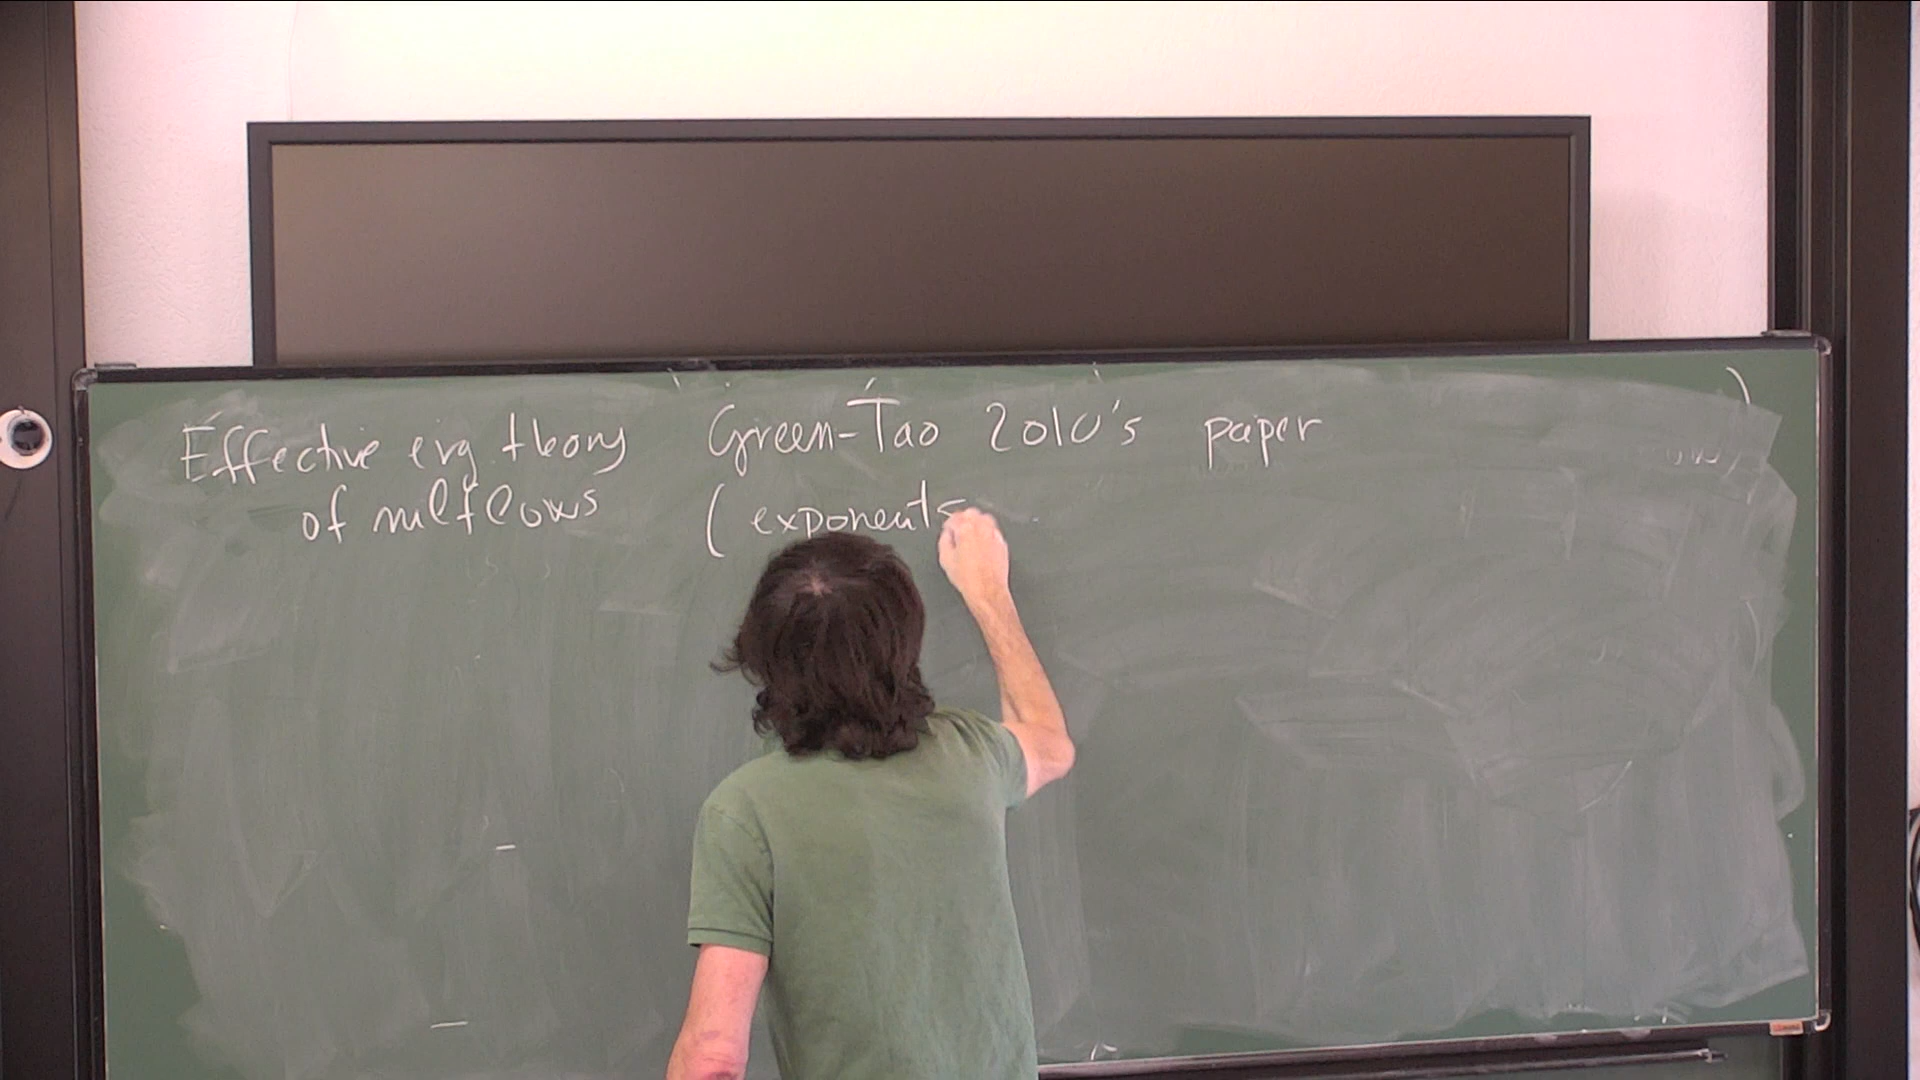 Effective erg. theory Green-Tao 2010's paper
of nilflows (exponents